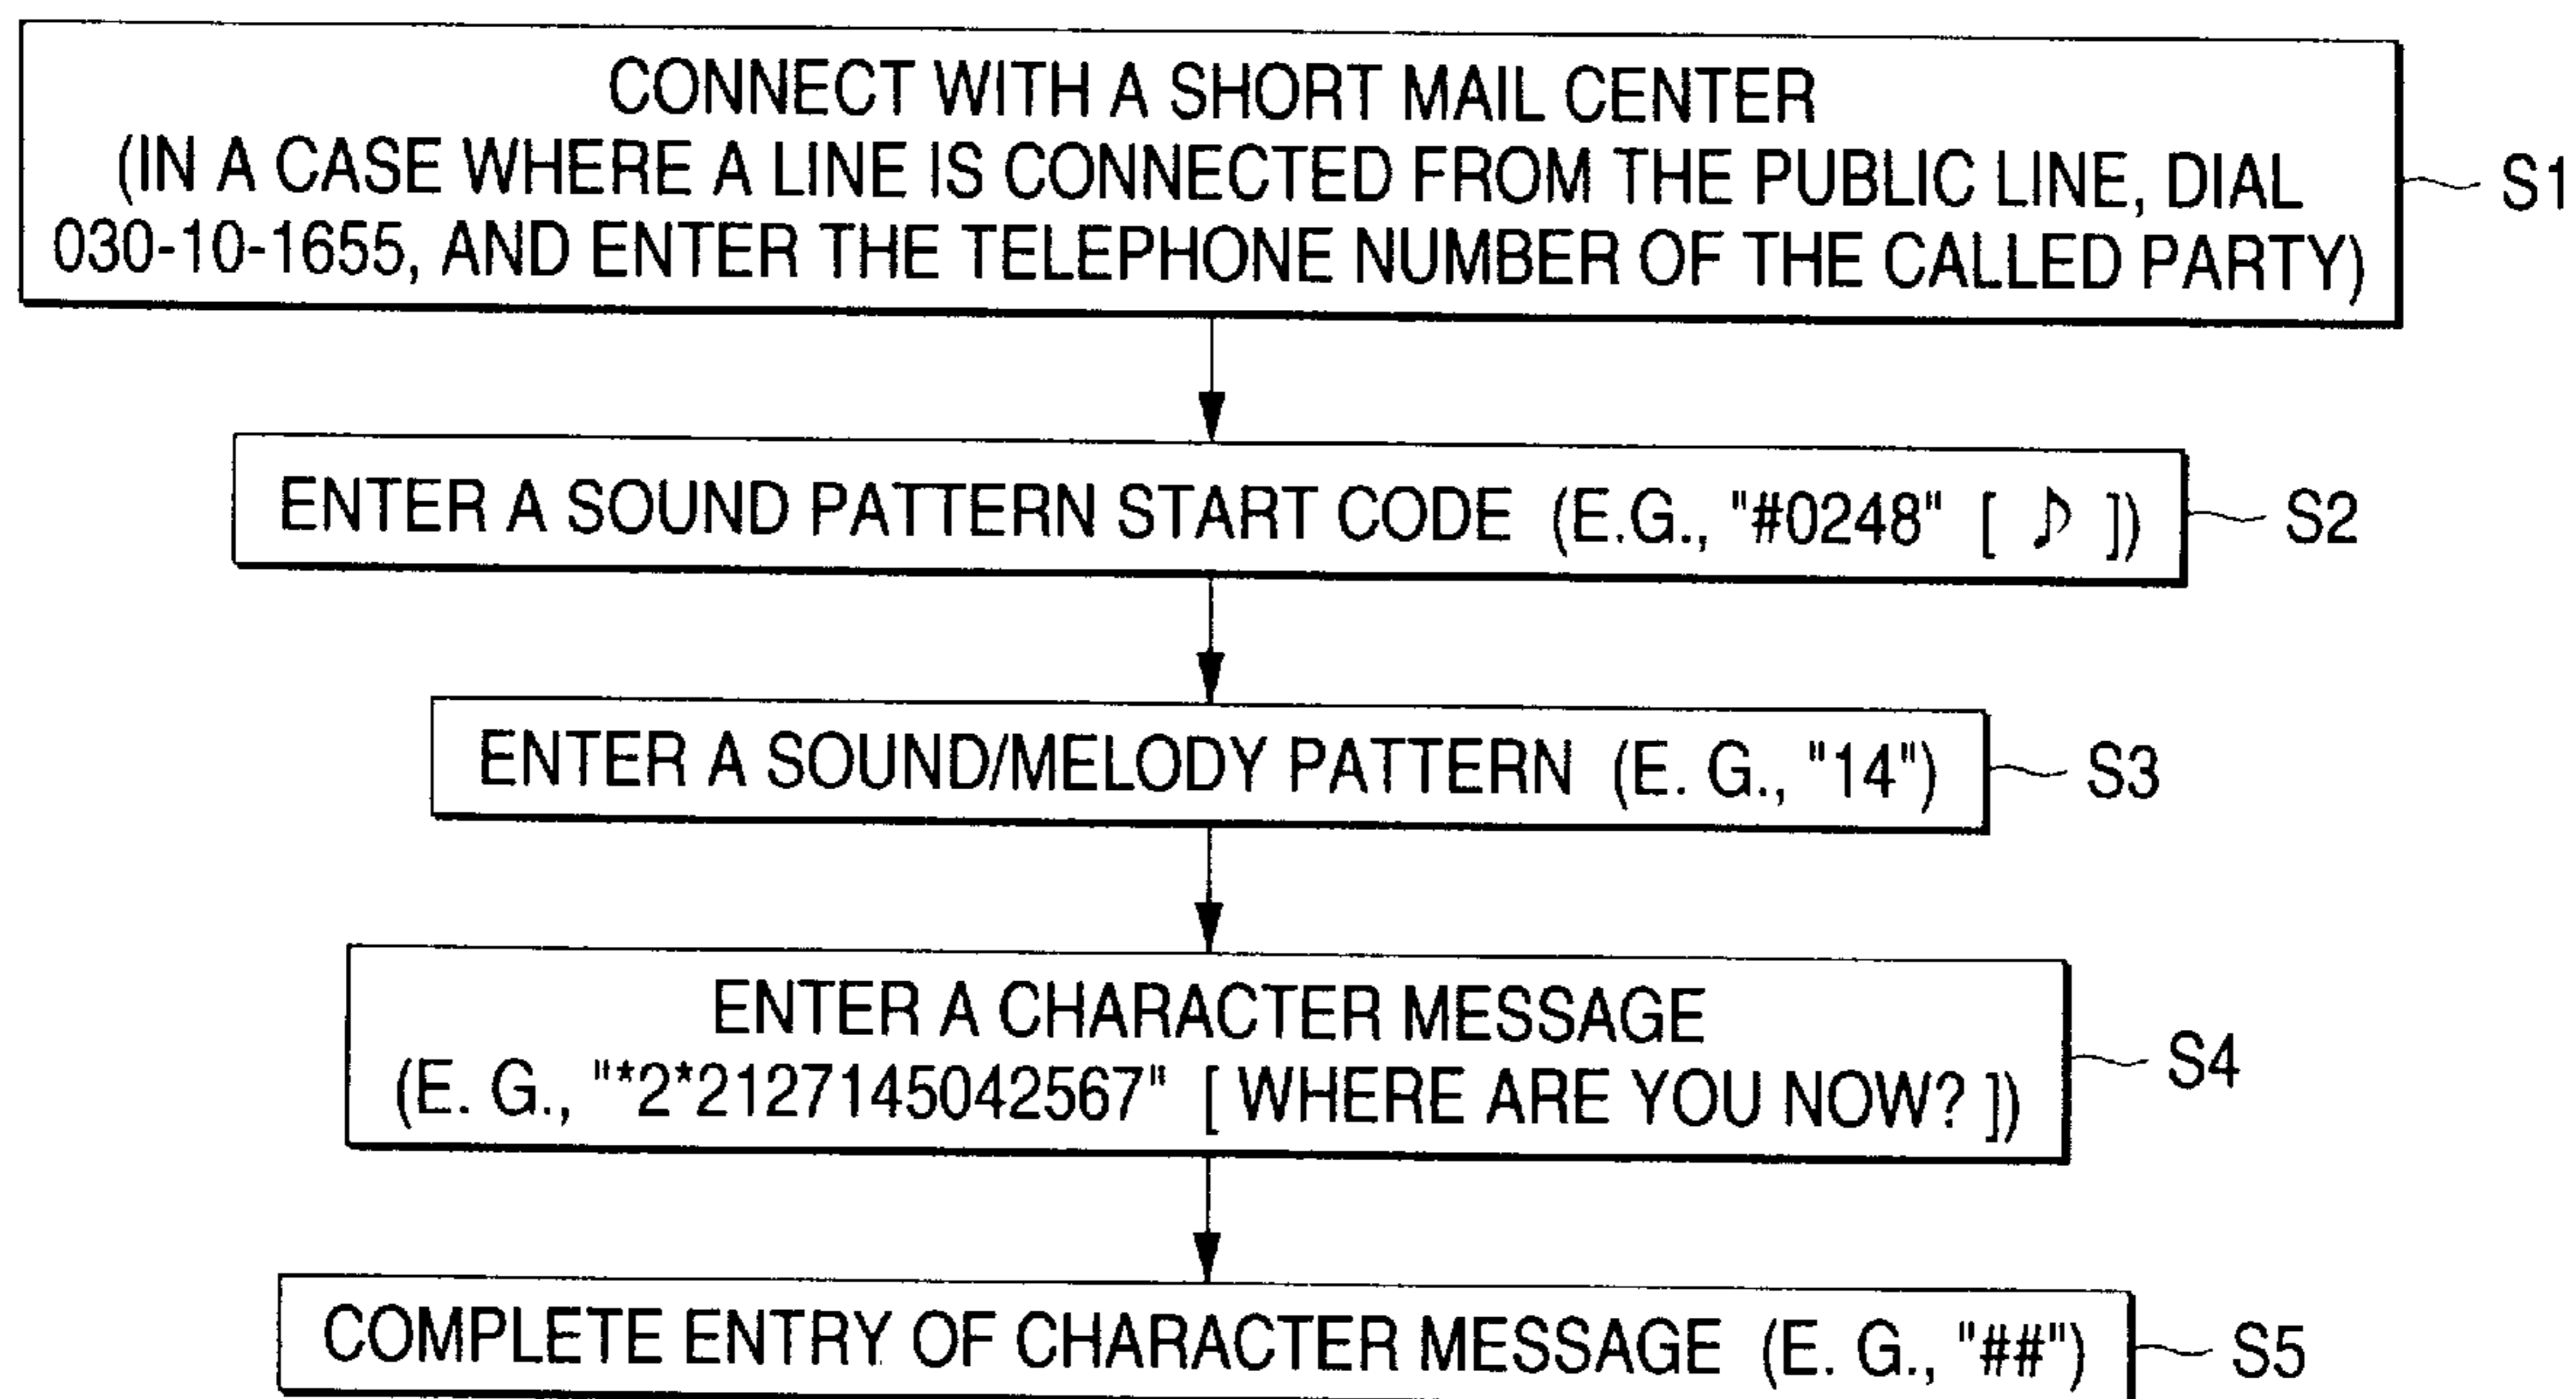 CONNECT WITH A SHORT MAIL CENTER
(IN A CASE WHERE A LINE IS CONNECTED FROM THE PUBLIC LINE, DIAL
030-10-1655, AND ENTER THE TELEPHONE NUMBER OF THE CALLED PARTY)
S1
ENTER A SOUND PATTERN START CODE (E.G., "#0248" [ ♪ ])
S2
ENTER A SOUND/MELODY PATTERN (E. G., "14")
S3
ENTER A CHARACTER MESSAGE
(E. G., "*2*2127145042567" [ WHERE ARE YOU NOW? ])
S4
COMPLETE ENTRY OF CHARACTER MESSAGE (E. G., "##")
S5